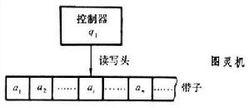 控制器
q₁
读写头
图灵机
a₁ a₂ …… aᵢ …… aₙ ……
带子